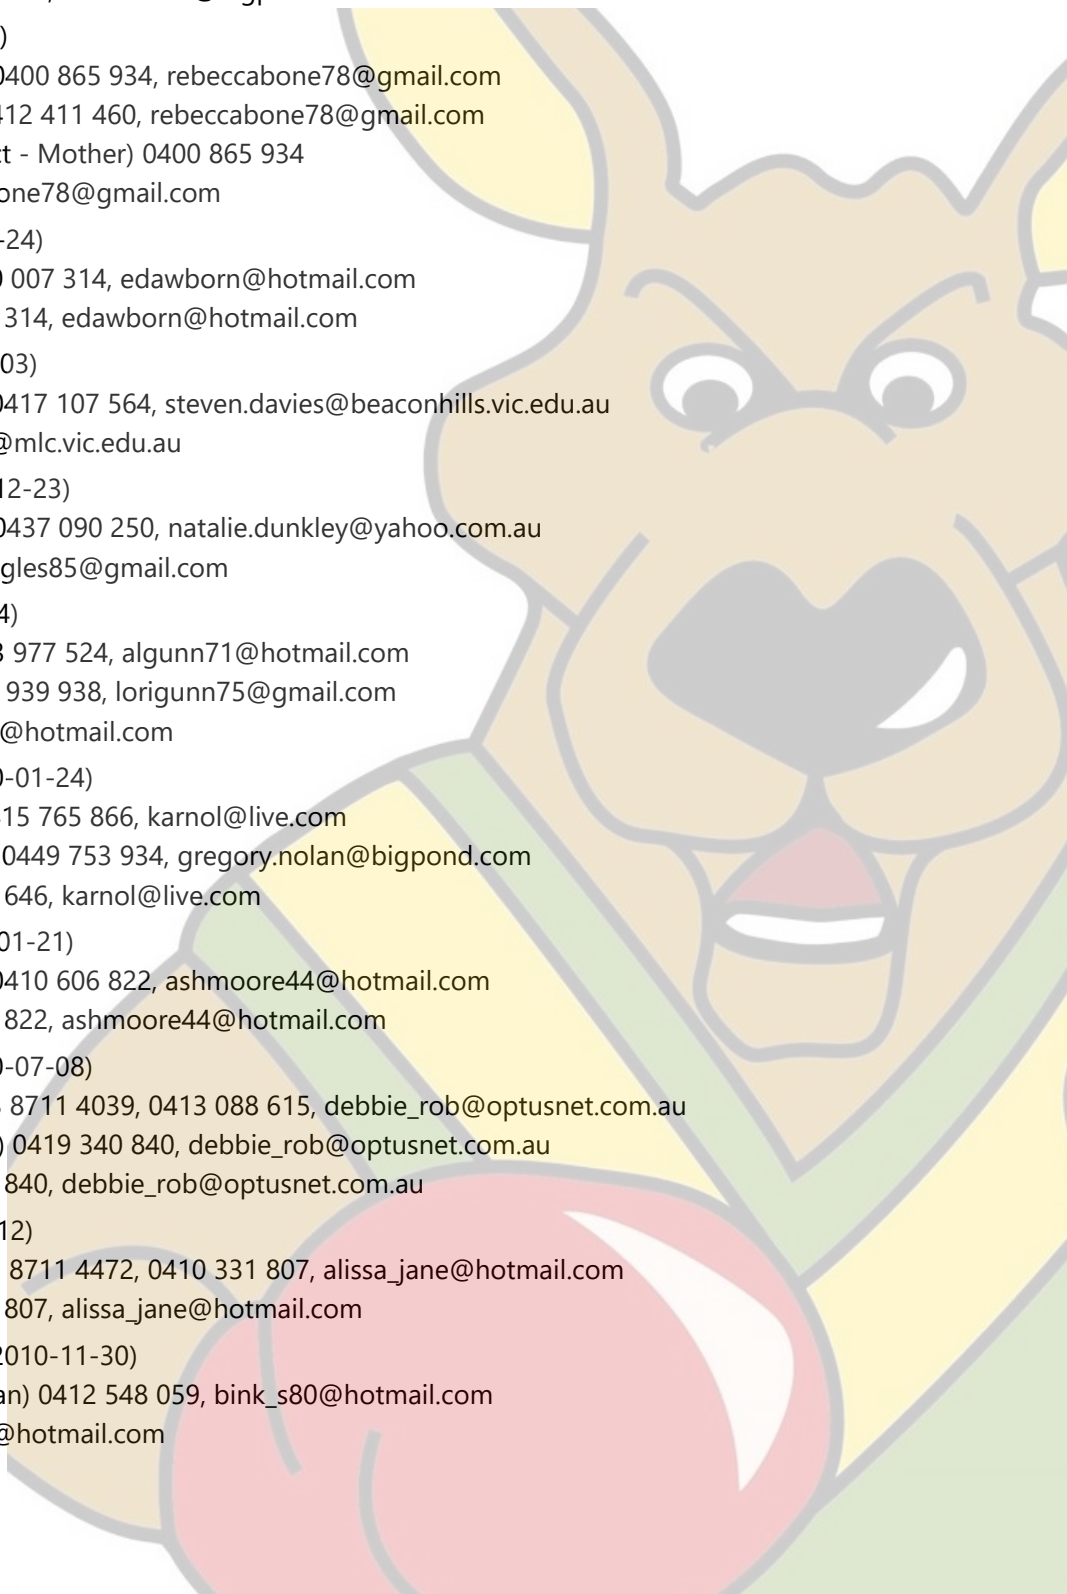 )
0400 865 934, rebeccabone78@gmail.com
412 411 460, rebeccabone78@gmail.com
ct - Mother) 0400 865 934
one78@gmail.com
-24)
007 314, edawborn@hotmail.com
314, edawborn@hotmail.com
03)
0417 107 564, steven.davies@beaconhills.vic.edu.au
@mlc.vic.edu.au
12-23)
0437 090 250, natalie.dunkley@yahoo.com.au
gles85@gmail.com
4)
977 524, algunn71@hotmail.com
939 938, lorigunn75@gmail.com
@hotmail.com
0-01-24)
15 765 866, karnol@live.com
0449 753 934, gregory.nolan@bigpond.com
646, karnol@live.com
01-21)
0410 606 822, ashmoore44@hotmail.com
822, ashmoore44@hotmail.com
0-07-08)
8711 4039, 0413 088 615, debbie_rob@optusnet.com.au
) 0419 340 840, debbie_rob@optusnet.com.au
840, debbie_rob@optusnet.com.au
12)
8711 4472, 0410 331 807, alissa_jane@hotmail.com
807, alissa_jane@hotmail.com
2010-11-30)
an) 0412 548 059, bink_s80@hotmail.com
@hotmail.com